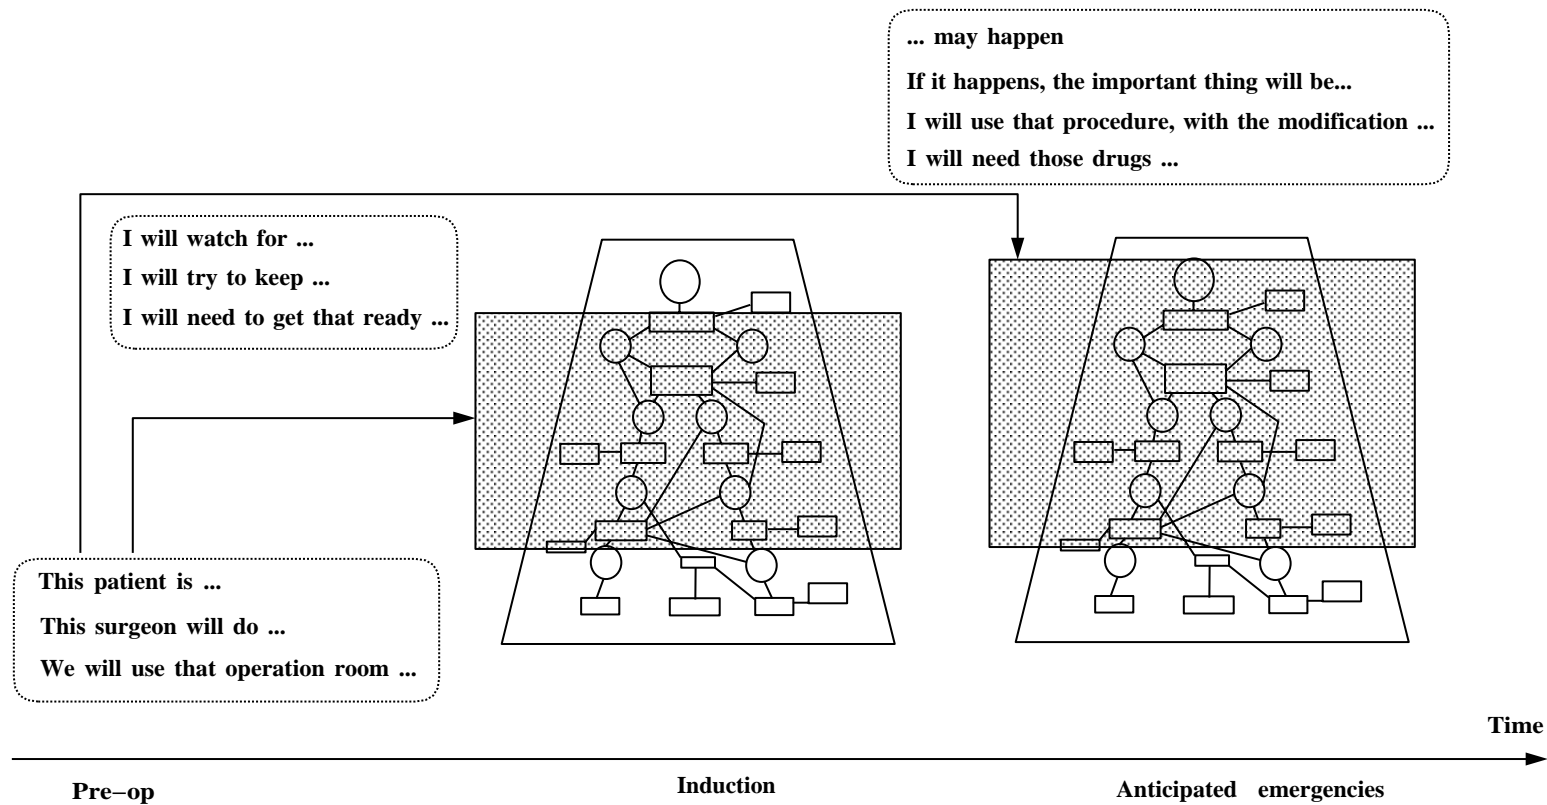 ... may happen
If it happens, the important thing will be...
I will use that procedure, with the modification ...
I will need those drugs ...
I will watch for ...
I will try to keep ...
I will need to get that ready ...
This patient is ...
This surgeon will do ...
We will use that operation room ...
Time
Pre−op
Induction
Anticipated emergencies